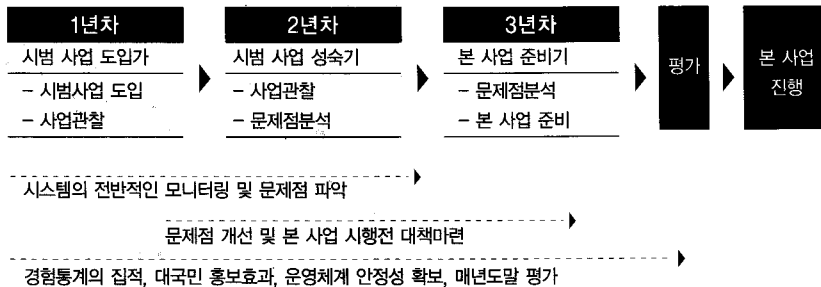 1년차
시범 사업 도입가
– 시범사업 도입
– 사업관찰
2년차
시범 사업 성숙기
– 사업관찰
– 문제점분석
3년차
본 사업 준비기
– 문제점분석
– 본 사업 준비
평가
본 사업
진행
시스템의 전반적인 모니터링 및 문제점 파악
문제점 개선 및 본 사업 시행전 대책마련
경험통계의 집적, 대국민 홍보효과, 운영체계 안정성 확보, 매년도말 평가